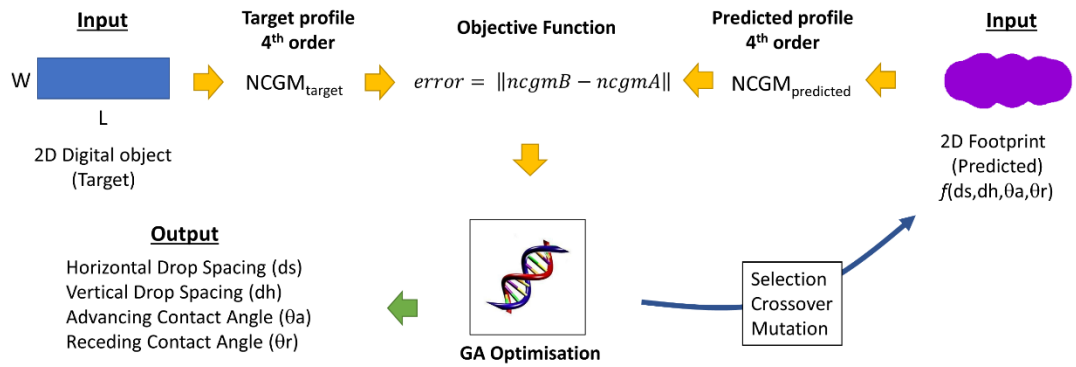 Input
W
L
2D Digital object
(Target)
Target profile
4th order
NCGMtarget
Objective Function
error = ‖ncgmB − ncgmA‖
Predicted profile
4th order
NCGMpredicted
Input
2D Footprint
(Predicted)
f(ds,dh,θa,θr)
Output
Horizontal Drop Spacing (ds)
Vertical Drop Spacing (dh)
Advancing Contact Angle (θa)
Receding Contact Angle (θr)
GA Optimisation
Selection
Crossover
Mutation